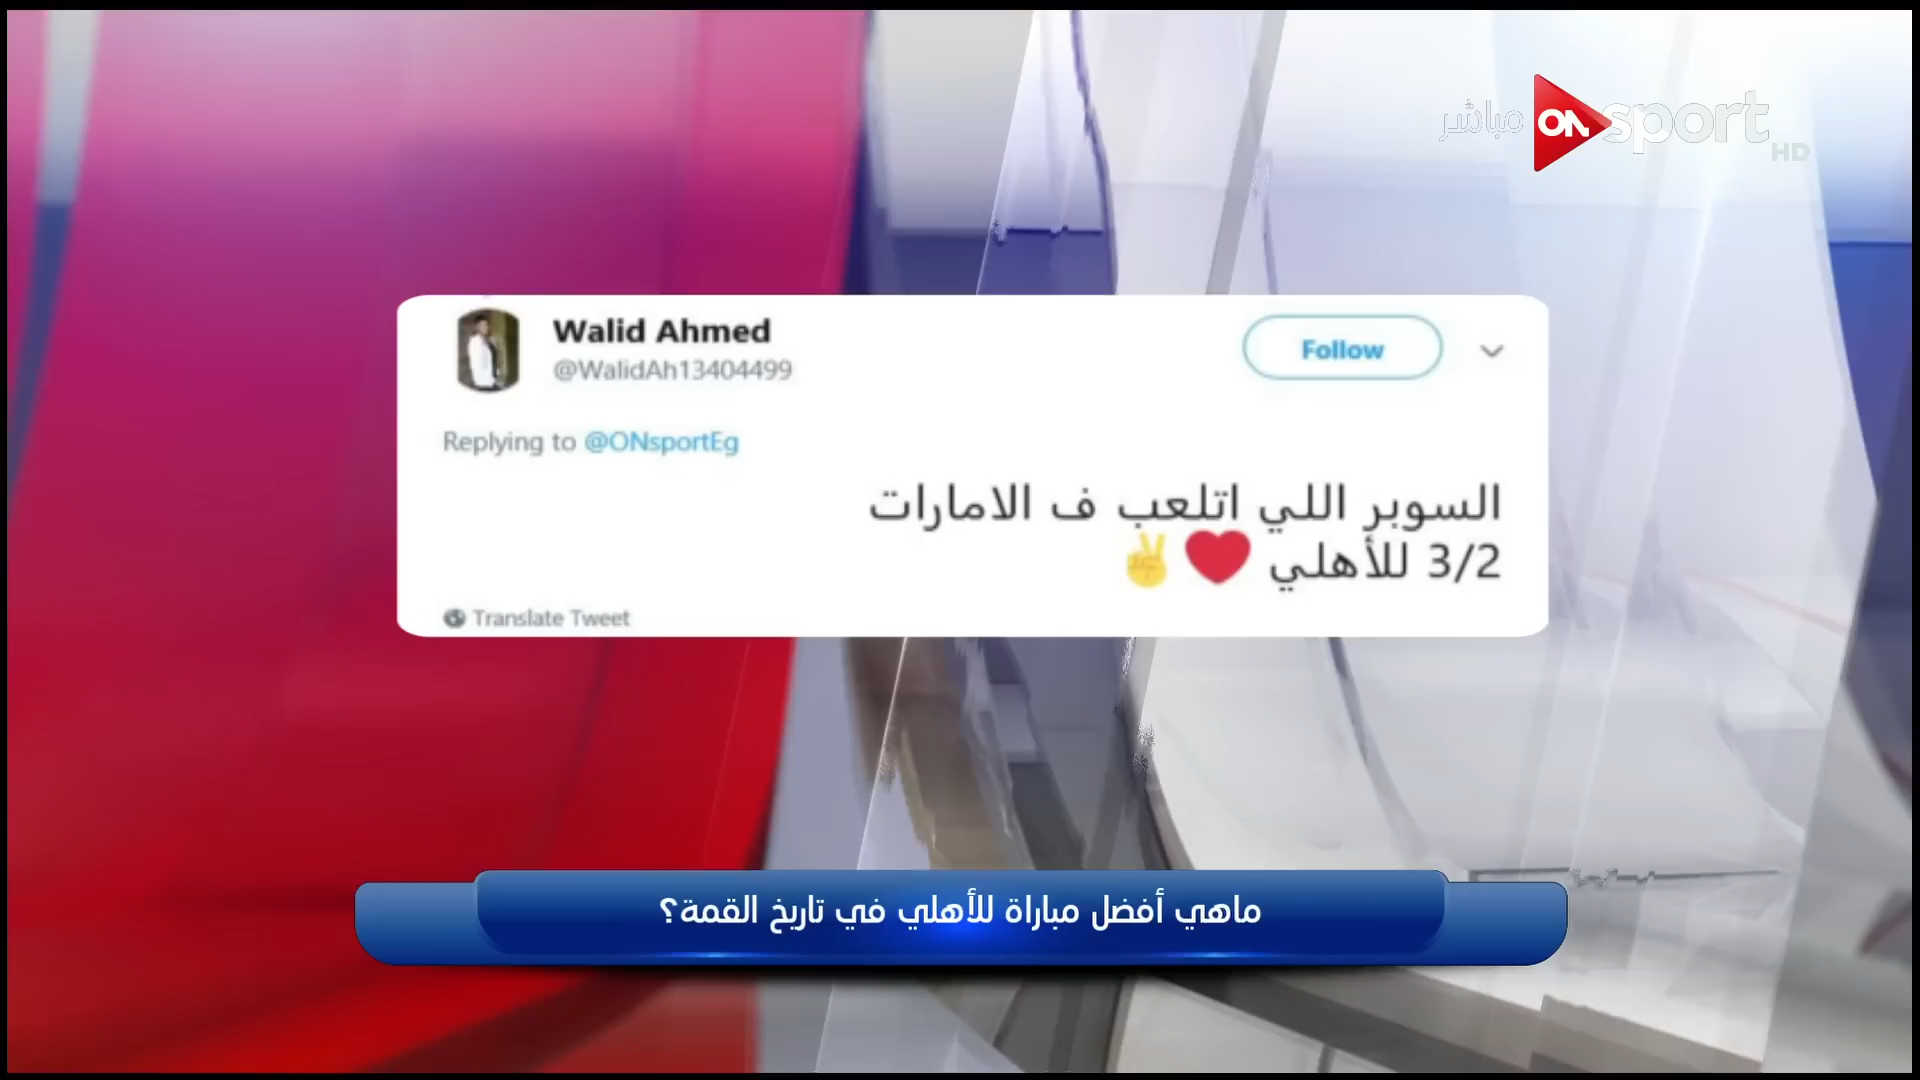 مباشر ON sport HD
Walid Ahmed
@WalidAh13404499
Follow
Replying to @ONsportEg
السوبر اللي اتلعب ف الامارات
3/2 للأهلي ❤️✌️
Translate Tweet
ماهي أفضل مباراة للأهلي في تاريخ القمة؟